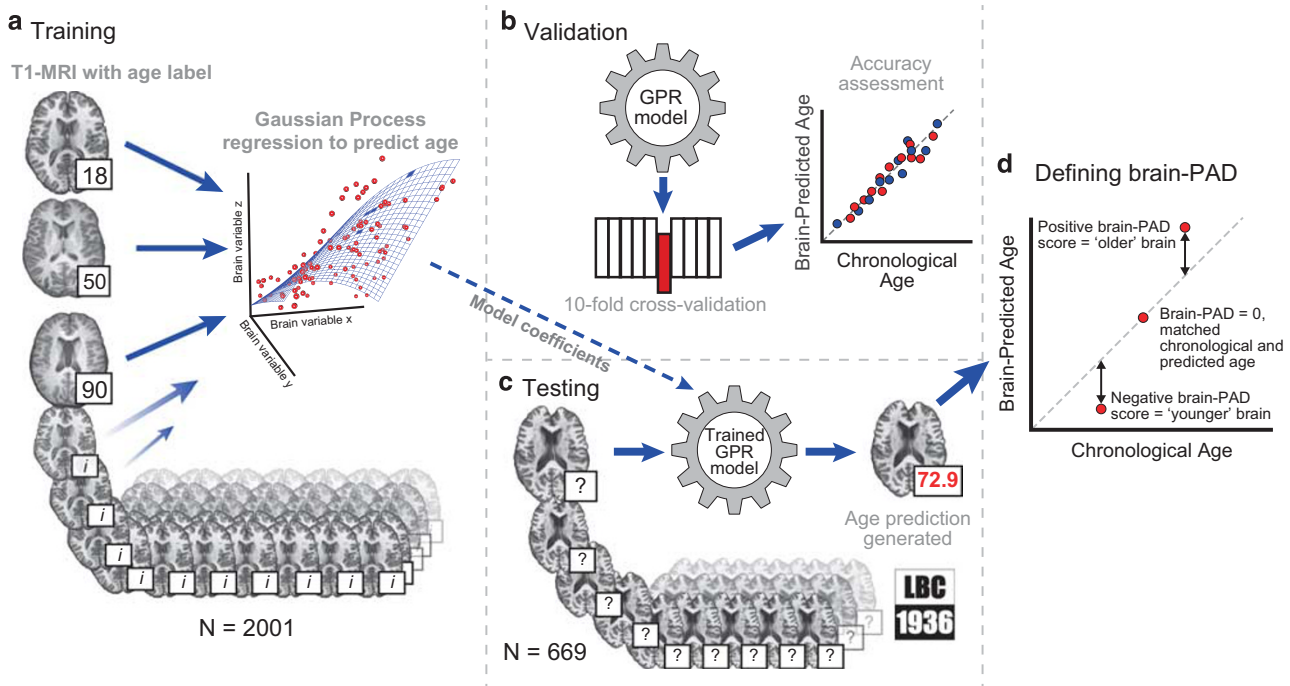 a Training
T1-MRI with age label
18
50
90
i
i
i
i
i
i
i
i
i
i
Gaussian Process
regression to predict age
Brain variable z
Brain variable x
Brain variable y
N = 2001
Model coefficients
b Validation
GPR
model
10-fold cross-validation
Accuracy
assessment
Brain-Predicted Age
Chronological
Age
c Testing
?
?
?
?
?
?
?
?
?
?
?
N = 669
Trained
GPR
model
72.9
Age prediction
generated
LBC
1936
d Defining brain-PAD
Brain-Predicted Age
Positive brain-PAD
score = ‘older’ brain
Brain-PAD = 0,
matched
chronological and
predicted age
Negative brain-PAD
score = ‘younger’ brain
Chronological Age